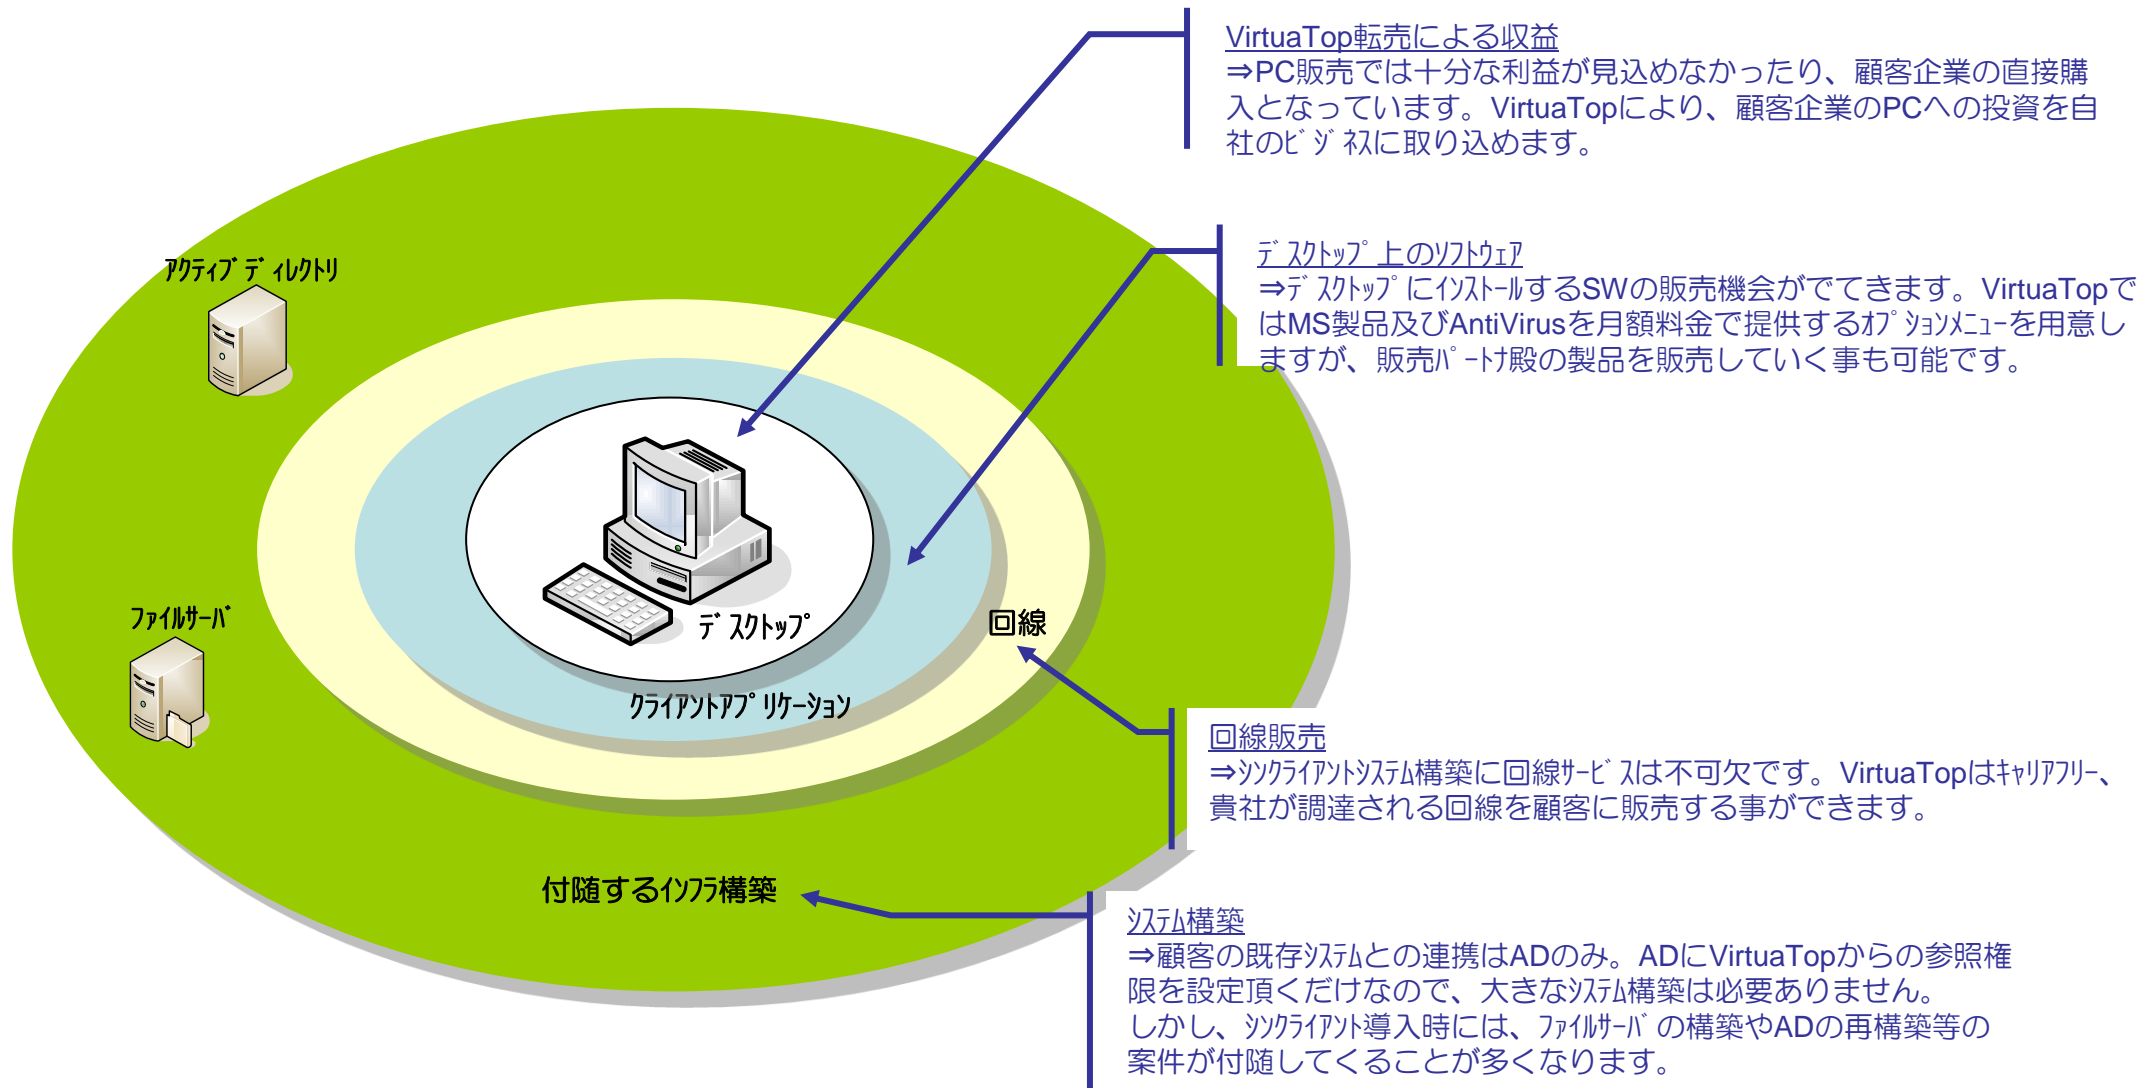 VirtuaTop転売による収益
⇒PC販売では十分な利益が見込めなかったり、顧客企業の直接購
入となっています。VirtuaTopにより、顧客企業のPCへの投資を自
社のﾋﾞｼﾞﾈｽに取り込めます。
ﾃﾞｽｸﾄｯﾌﾟ上のｿﾌﾄｳｪｱ
⇒ﾃﾞｽｸﾄｯﾌﾟにｲﾝｽﾄｰﾙするSWの販売機会がでてきます。VirtuaTopで
はMS製品及びAntiVirusを月額料金で提供するｵﾌﾟｼｮﾝﾒﾆｭｰを用意し
ますが、販売ﾊﾟｰﾄﾅ殿の製品を販売していく事も可能です。
ｱｸﾃｨﾌﾞﾃﾞｨﾚｸﾄﾘ
ﾌｧｲﾙｻｰﾊﾞ
ﾃﾞｽｸﾄｯﾌﾟ
回線
ｸﾗｲｱﾝﾄｱﾌﾟﾘｹｰｼｮﾝ
回線販売
⇒ｼﾝｸﾗｲｱﾝﾄｼｽﾃﾑ構築に回線ｻｰﾋﾞｽは不可欠です。VirtuaTopはｷｬﾘｱﾌﾘｰ、
貴社が調達される回線を顧客に販売する事ができます。
付随するｲﾝﾌﾗ構築
ｼｽﾃﾑ構築
⇒顧客の既存ｼｽﾃﾑとの連携はADのみ。ADにVirtuaTopからの参照権
限を設定頂くだけなので、大きなｼｽﾃﾑ構築は必要ありません。
しかし、ｼﾝｸﾗｲｱﾝﾄ導入時には、ﾌｧｲﾙｻｰﾊﾞの構築やADの再構築等の
案件が付随してくることが多くなります。